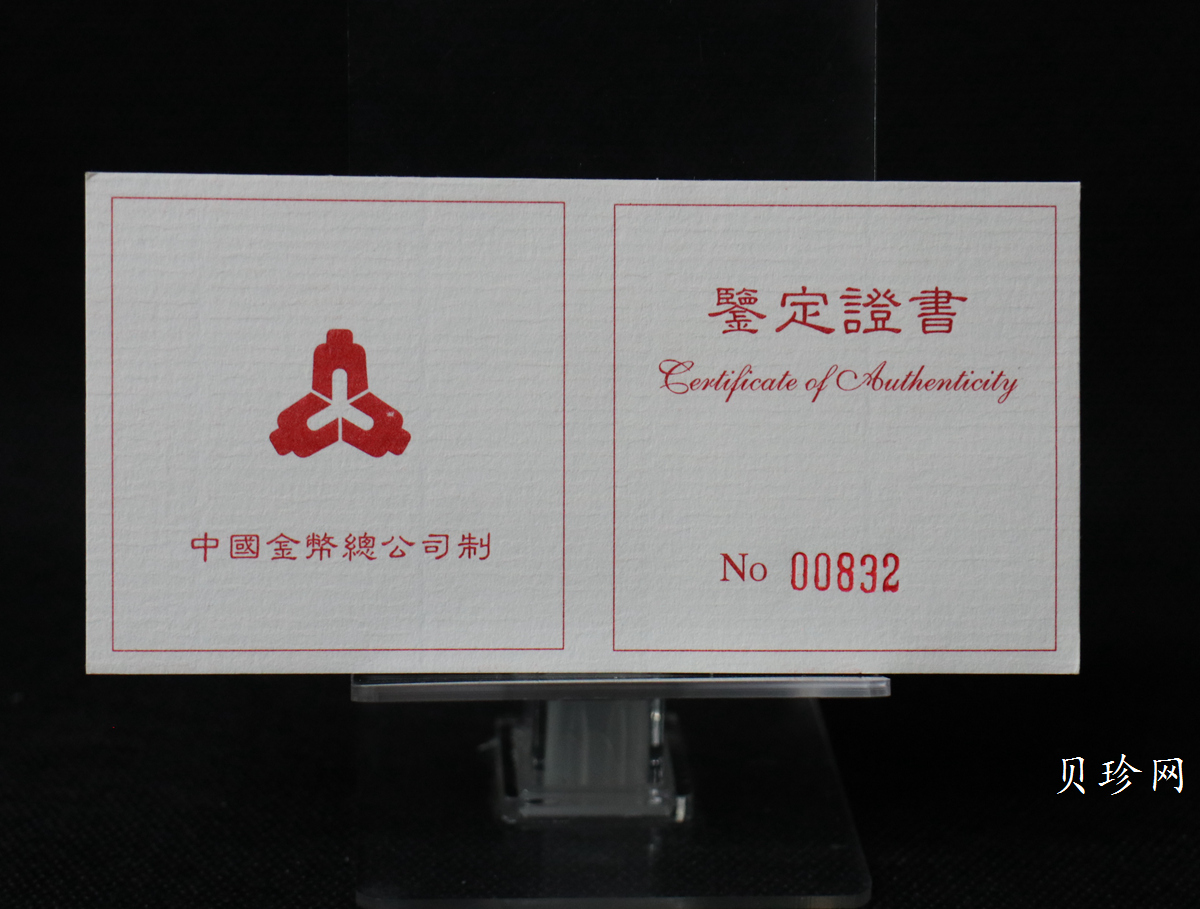 中國金幣總公司制
鑒定證書
Certificate of Authenticity
No 00832
贝珍网